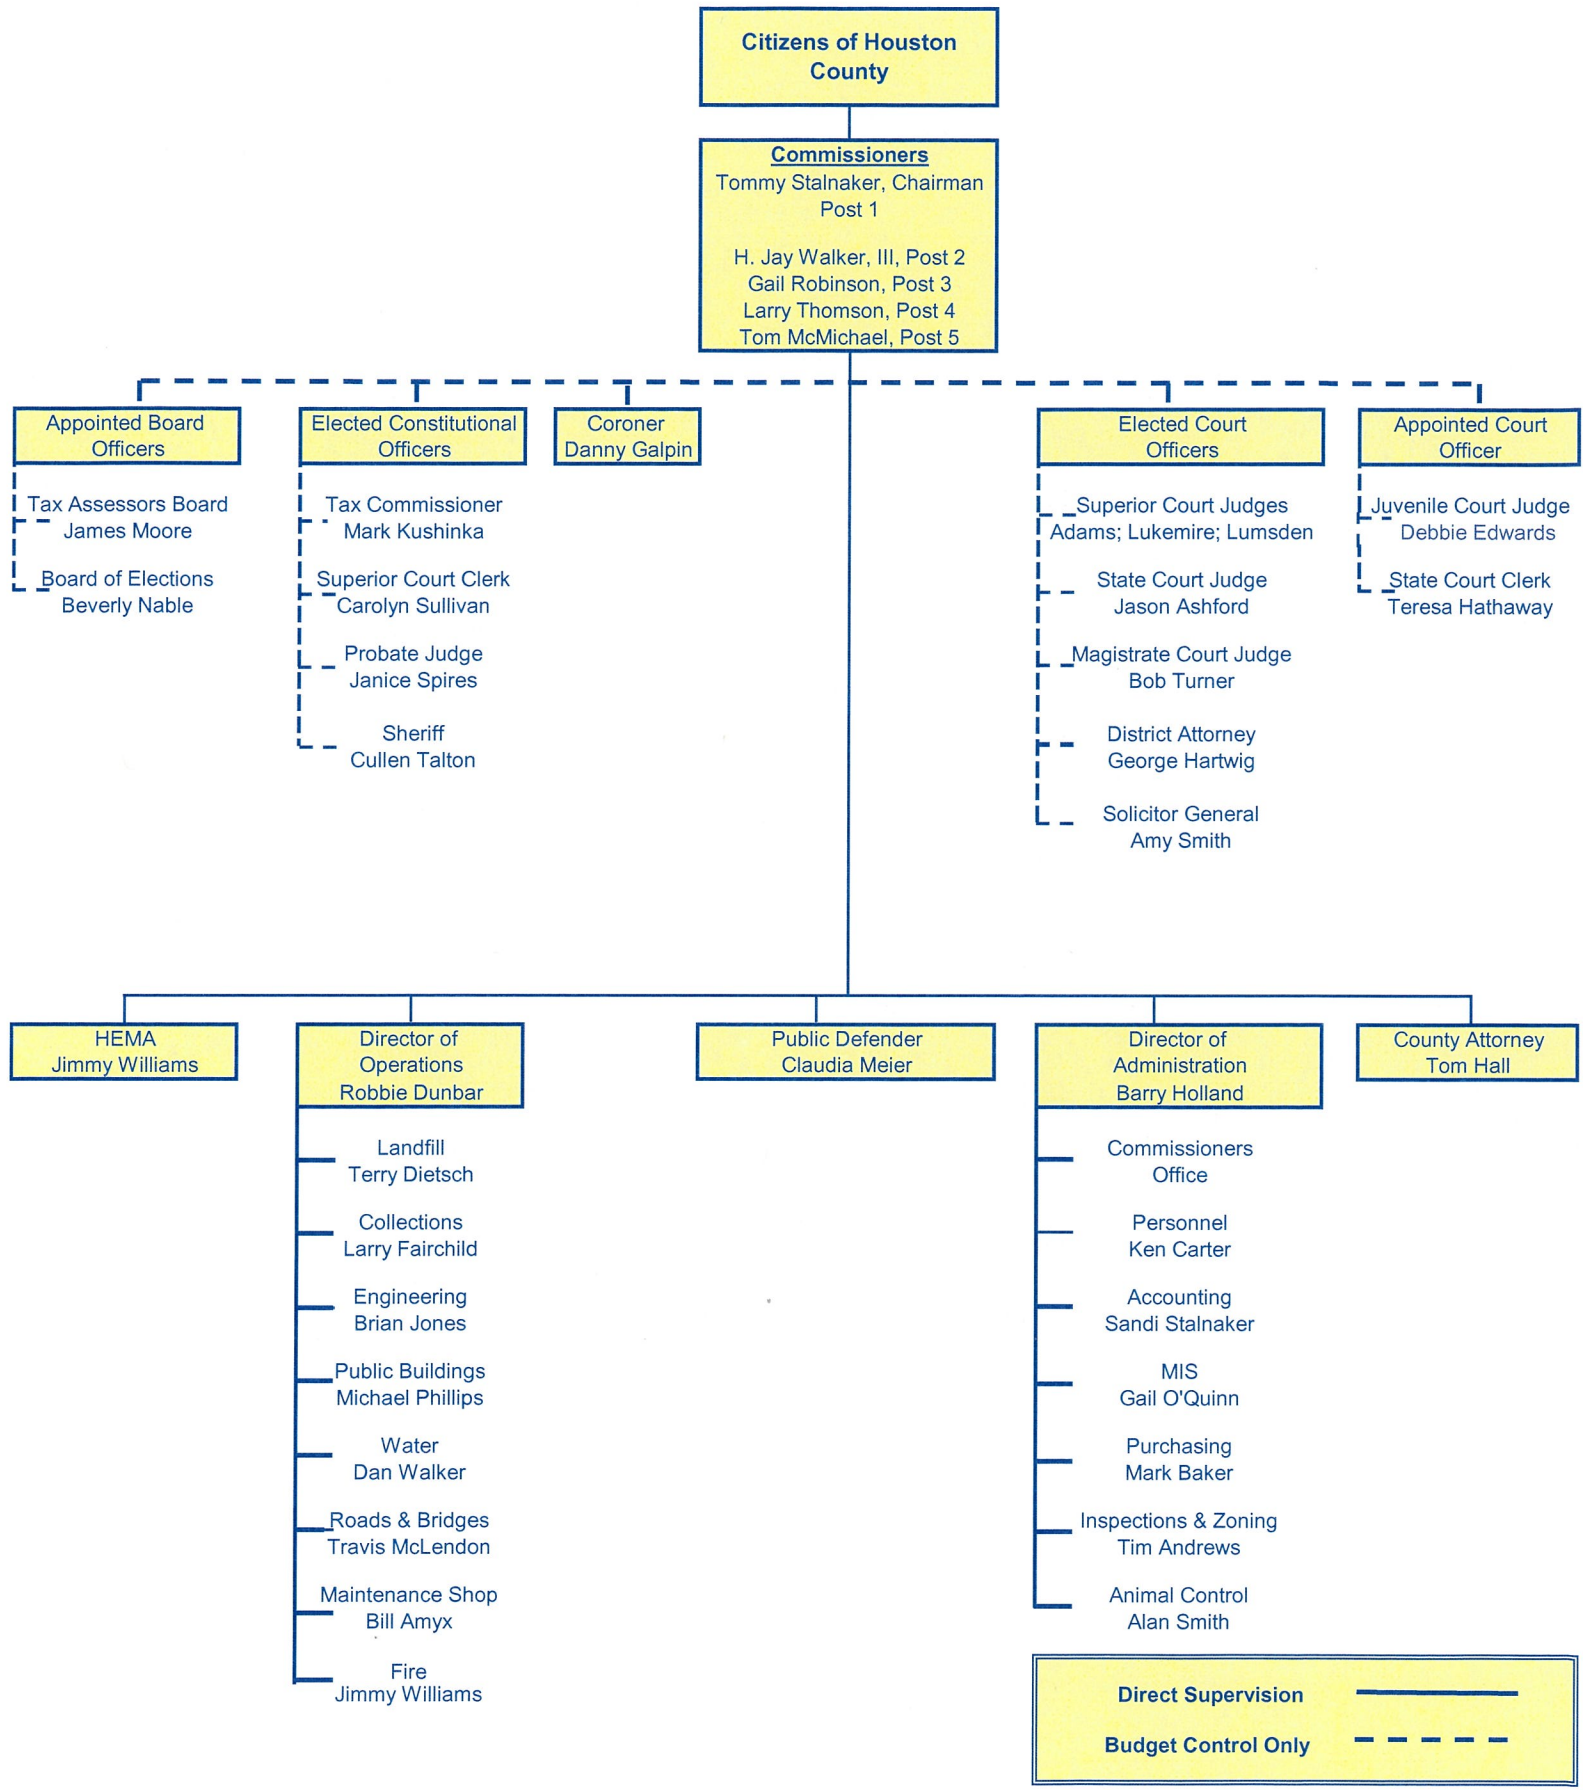 Citizens of Houston
County
Commissioners
Tommy Stalnaker, Chairman
Post 1
H. Jay Walker, III, Post 2
Gail Robinson, Post 3
Larry Thomson, Post 4
Tom McMichael, Post 5
Appointed Board
Officers
Tax Assessors Board
James Moore
Board of Elections
Beverly Nable
Elected Constitutional
Officers
Tax Commissioner
Mark Kushinka
Superior Court Clerk
Carolyn Sullivan
Probate Judge
Janice Spires
Sheriff
Cullen Talton
Coroner
Danny Galpin
Elected Court
Officers
Superior Court Judges
Adams; Lukemire; Lumsden
State Court Judge
Jason Ashford
Magistrate Court Judge
Bob Turner
District Attorney
George Hartwig
Solicitor General
Amy Smith
Appointed Court
Officer
Juvenile Court Judge
Debbie Edwards
State Court Clerk
Teresa Hathaway
HEMA
Jimmy Williams
Director of
Operations
Robbie Dunbar
Landfill
Terry Dietsch
Collections
Larry Fairchild
Engineering
Brian Jones
Public Buildings
Michael Phillips
Water
Dan Walker
Roads & Bridges
Travis McLendon
Maintenance Shop
Bill Amyx
Fire
Jimmy Williams
Public Defender
Claudia Meier
Director of
Administration
Barry Holland
Commissioners
Office
Personnel
Ken Carter
Accounting
Sandi Stalnaker
MIS
Gail O'Quinn
Purchasing
Mark Baker
Inspections & Zoning
Tim Andrews
Animal Control
Alan Smith
County Attorney
Tom Hall
Direct Supervision
Budget Control Only